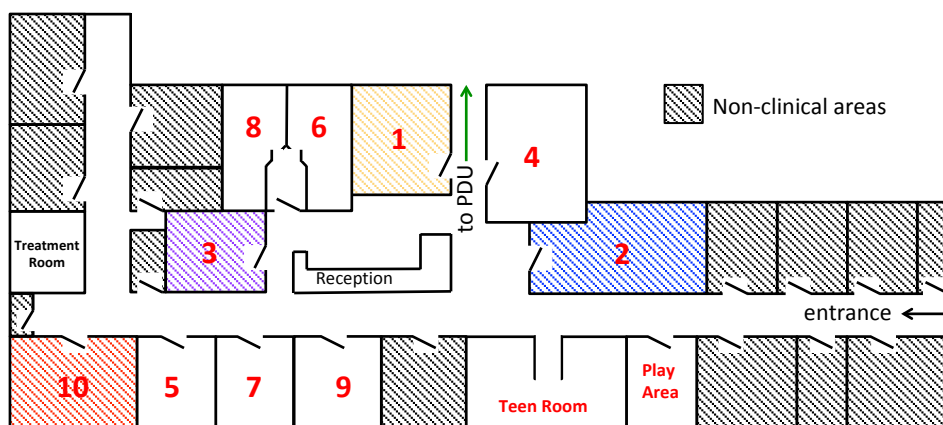 Non-clinical areas
8
6
1
4
to PDU
Treatment
Room
3
Reception
2
entrance
10
5
7
9
Teen Room
Play
Area